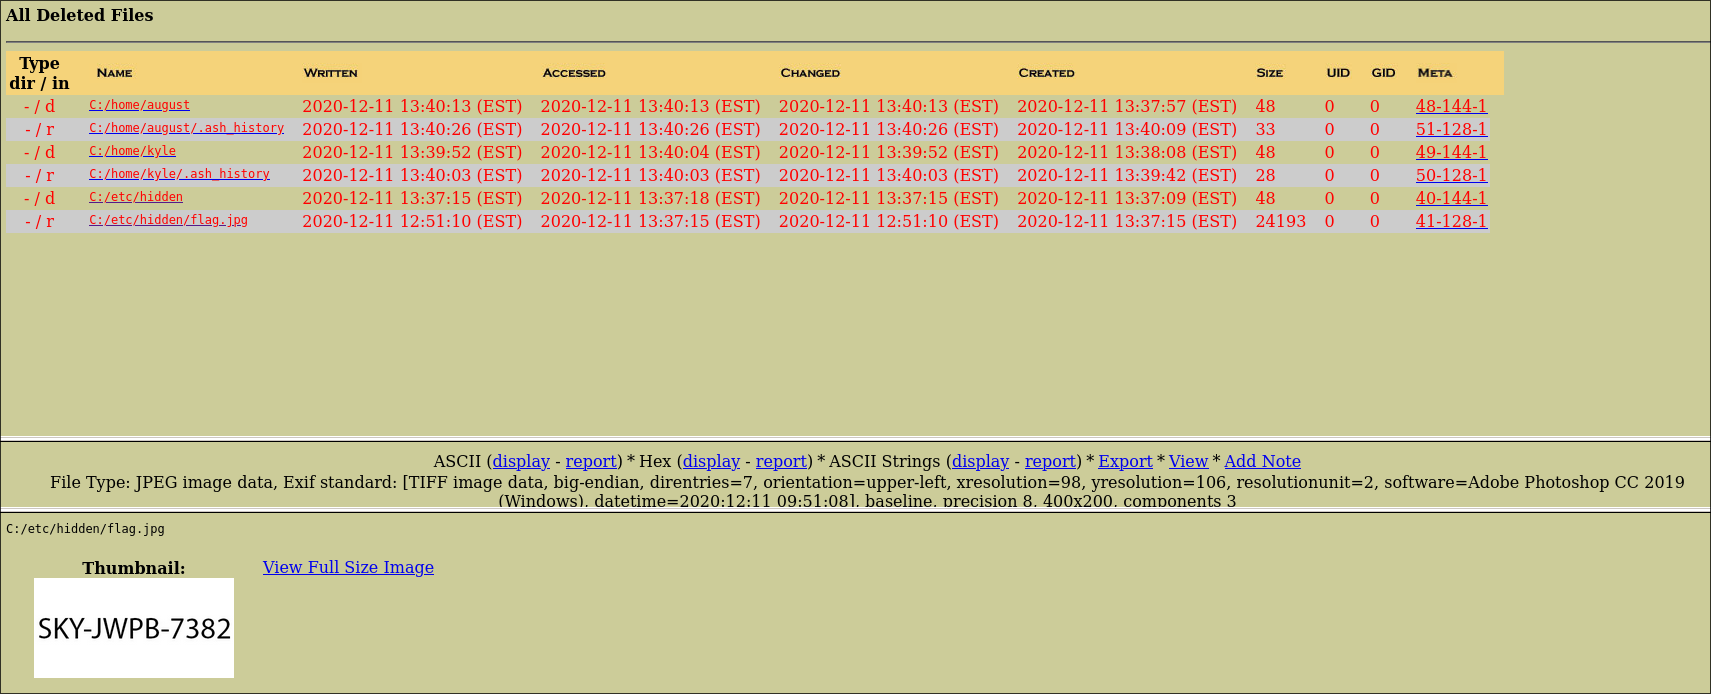 All Deleted Files
Type dir / in Name Written Accessed Changed Created Size UID GID Meta
- / d C:/home/august 2020-12-11 13:40:13 (EST) 2020-12-11 13:40:13 (EST) 2020-12-11 13:40:13 (EST) 2020-12-11 13:37:57 (EST) 48 0 0 48-144-1
- / r C:/home/august/.ash_history 2020-12-11 13:40:26 (EST) 2020-12-11 13:40:26 (EST) 2020-12-11 13:40:26 (EST) 2020-12-11 13:40:09 (EST) 33 0 0 51-128-1
- / d C:/home/kyle 2020-12-11 13:39:52 (EST) 2020-12-11 13:40:04 (EST) 2020-12-11 13:39:52 (EST) 2020-12-11 13:38:08 (EST) 48 0 0 49-144-1
- / r C:/home/kyle/.ash_history 2020-12-11 13:40:03 (EST) 2020-12-11 13:40:03 (EST) 2020-12-11 13:40:03 (EST) 2020-12-11 13:39:42 (EST) 28 0 0 50-128-1
- / d C:/etc/hidden 2020-12-11 13:37:15 (EST) 2020-12-11 13:37:18 (EST) 2020-12-11 13:37:15 (EST) 2020-12-11 13:37:09 (EST) 48 0 0 40-144-1
- / r C:/etc/hidden/flag.jpg 2020-12-11 12:51:10 (EST) 2020-12-11 13:37:15 (EST) 2020-12-11 12:51:10 (EST) 2020-12-11 13:37:15 (EST) 24193 0 0 41-128-1
ASCII (display - report) * Hex (display - report) * ASCII Strings (display - report) * Export * View * Add Note
File Type: JPEG image data, Exif standard: [TIFF image data, big-endian, direntries=7, orientation=upper-left, xresolution=98, yresolution=106, resolutionunit=2, software=Adobe Photoshop CC 2019
(Windows), datetime=2020:12:11 09:51:08], baseline, precision 8, 400x200, components 3
C:/etc/hidden/flag.jpg
Thumbnail: View Full Size Image
SKY-JWPB-7382